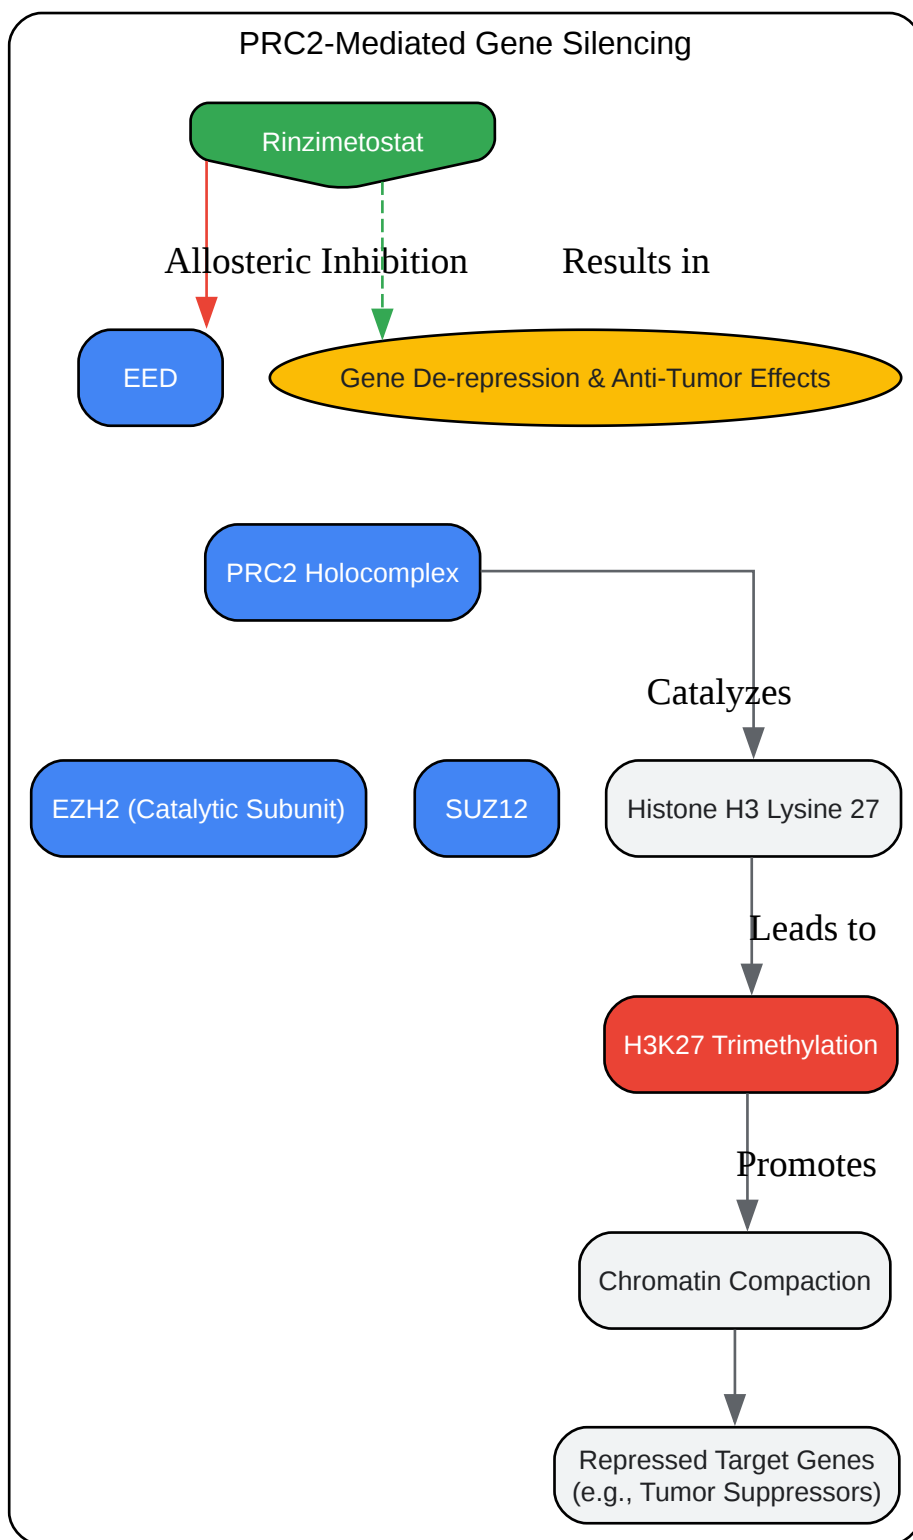 PRC2-Mediated Gene Silencing
Rinzimetostat
Allosteric Inhibition
Results in
EED
Gene De-repression & Anti-Tumor Effects
PRC2 Holocomplex
Catalyzes
EZH2 (Catalytic Subunit)
SUZ12
Histone H3 Lysine 27
Leads to
H3K27 Trimethylation
Promotes
Chromatin Compaction
Repressed Target Genes
(e.g., Tumor Suppressors)